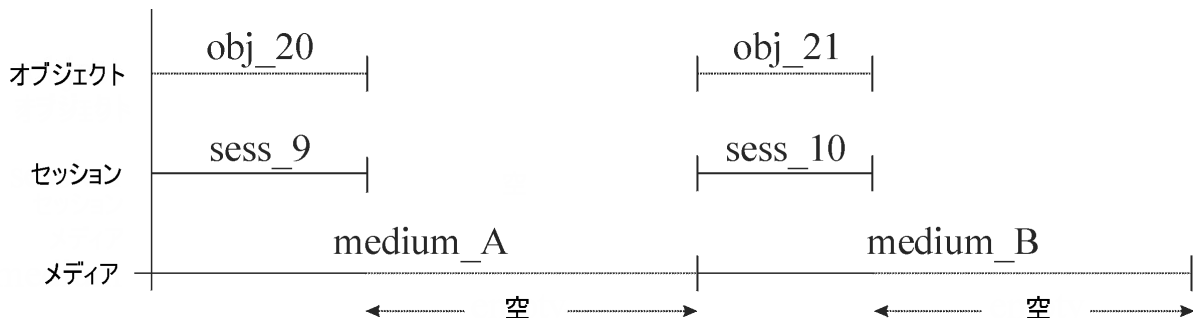 obj_20 obj_21
オブジェクト
sess_9 sess_10
セッション
medium_A medium_B
メディア
空 空